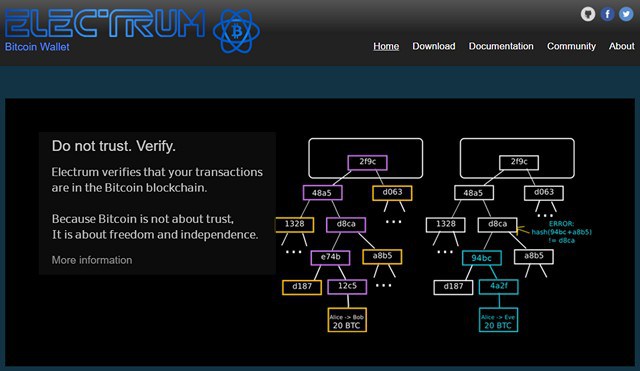 ELECTRUM
Bitcoin Wallet
Home Download Documentation Community About
Do not trust. Verify.
Electrum verifies that your transactions
are in the Bitcoin blockchain.
Because Bitcoin is not about trust,
It is about freedom and independence.
More information
2f9c
48a5 d063
1328 d8ca
e74b a8b5
d187 12c5
Alice -> Bob
20 BTC
2f9c
48a5 d063
1328 d8ca
ERROR:
hash(94bc+a8b5)
!= d8ca
94bc a8b5
d187 4a2f
Alice -> Eve
20 BTC